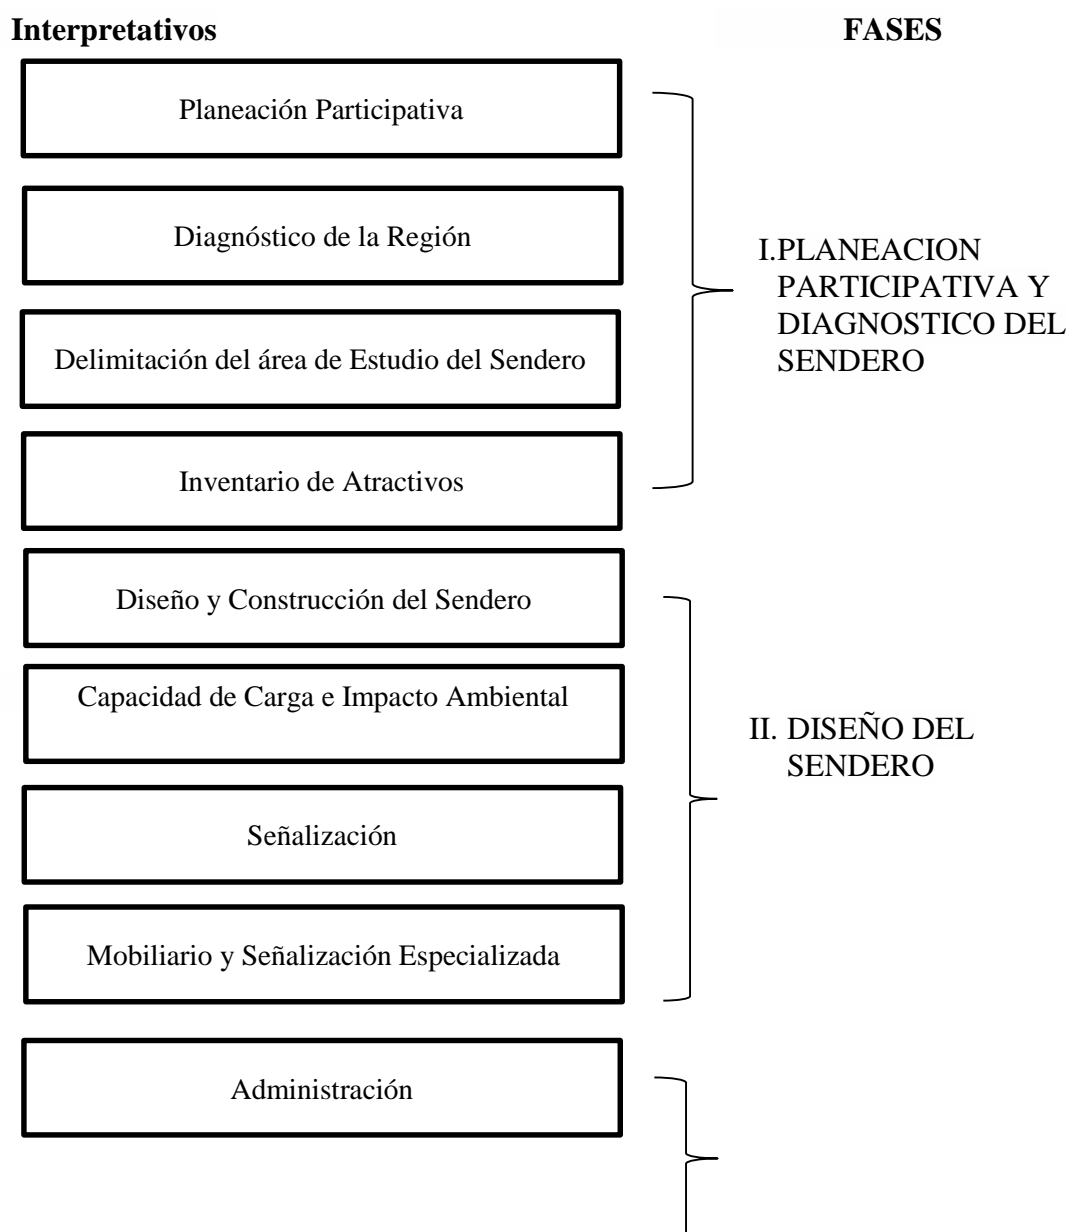 Interpretativos
FASES
Planeación Participativa
Diagnóstico de la Región
Delimitación del área de Estudio del Sendero
Inventario de Atractivos
I.PLANEACION
PARTICIPATIVA Y
DIAGNOSTICO DEL
SENDERO
Diseño y Construcción del Sendero
Capacidad de Carga e Impacto Ambiental
Señalización
Mobiliario y Señalización Especializada
II. DISEÑO DEL
SENDERO
Administración